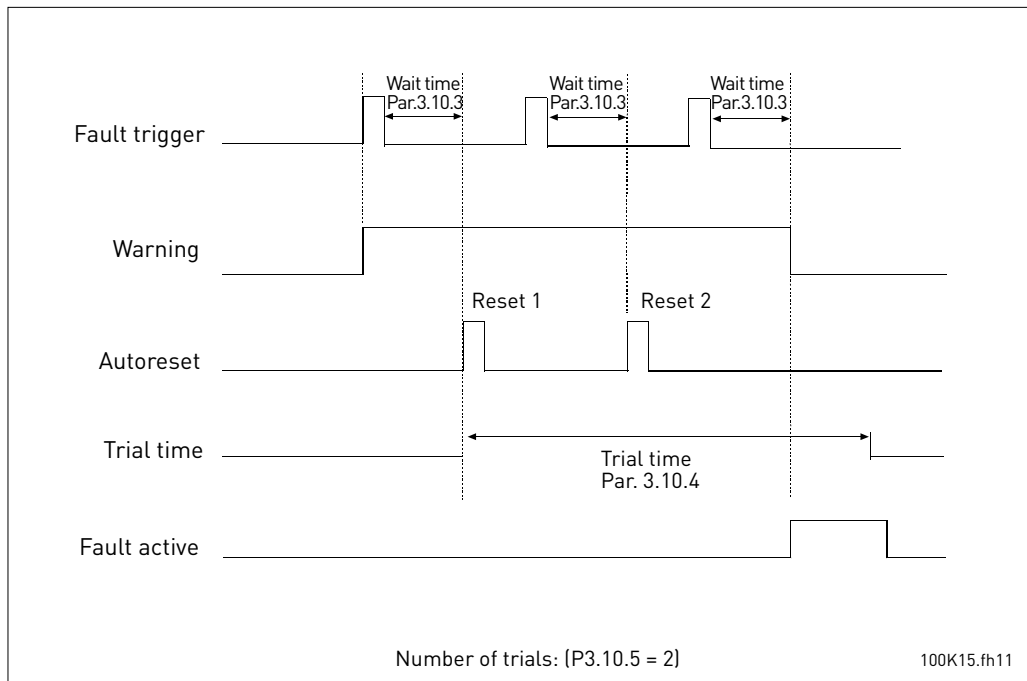 Wait time
Par.3.10.3
Wait time
Par.3.10.3
Wait time
Par.3.10.3
Fault trigger
Warning
Reset 1
Reset 2
Autoreset
Trial time
Trial time
Par. 3.10.4
Fault active
Number of trials: (P3.10.5 = 2)
100K15.fh11